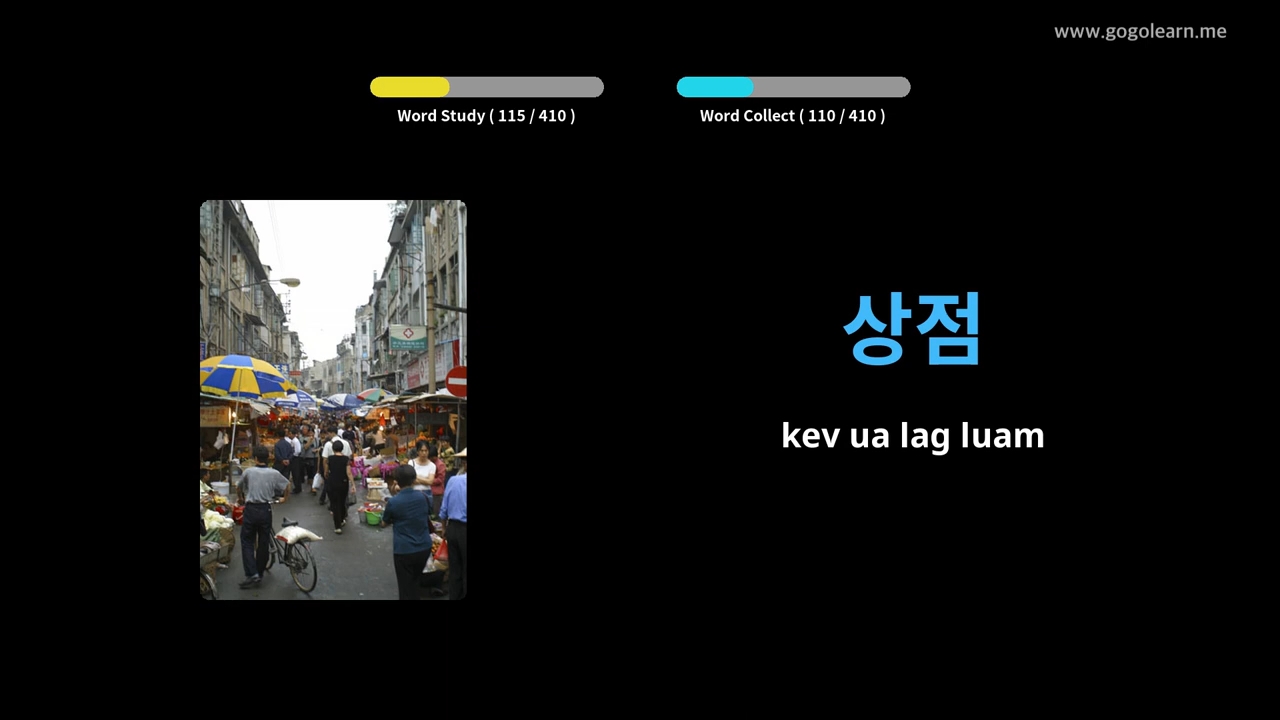 www.gogolearn.me
Word Study ( 115 / 410 )
Word Collect ( 110 / 410 )
상점
kev ua lag luam